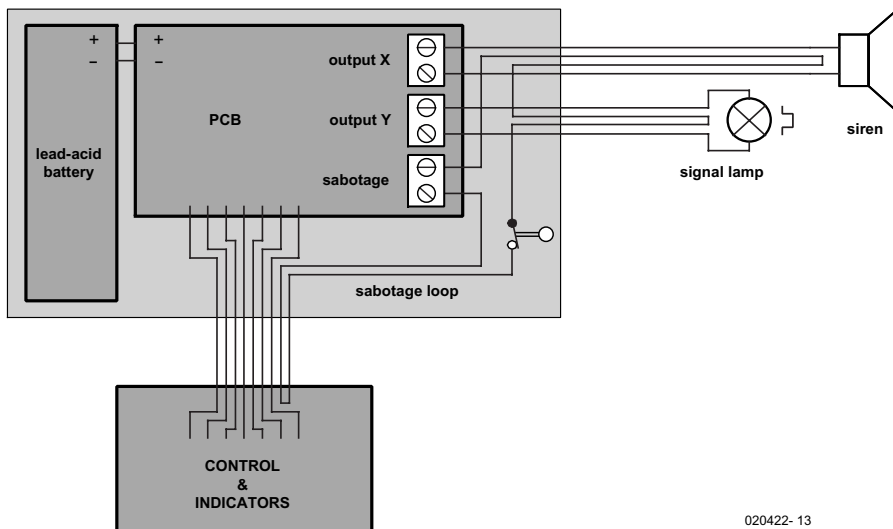 + +
– –
output X
PCB
output Y
lead-acid
battery
sabotage
siren
signal lamp
sabotage loop
CONTROL
&
INDICATORS
020422- 13